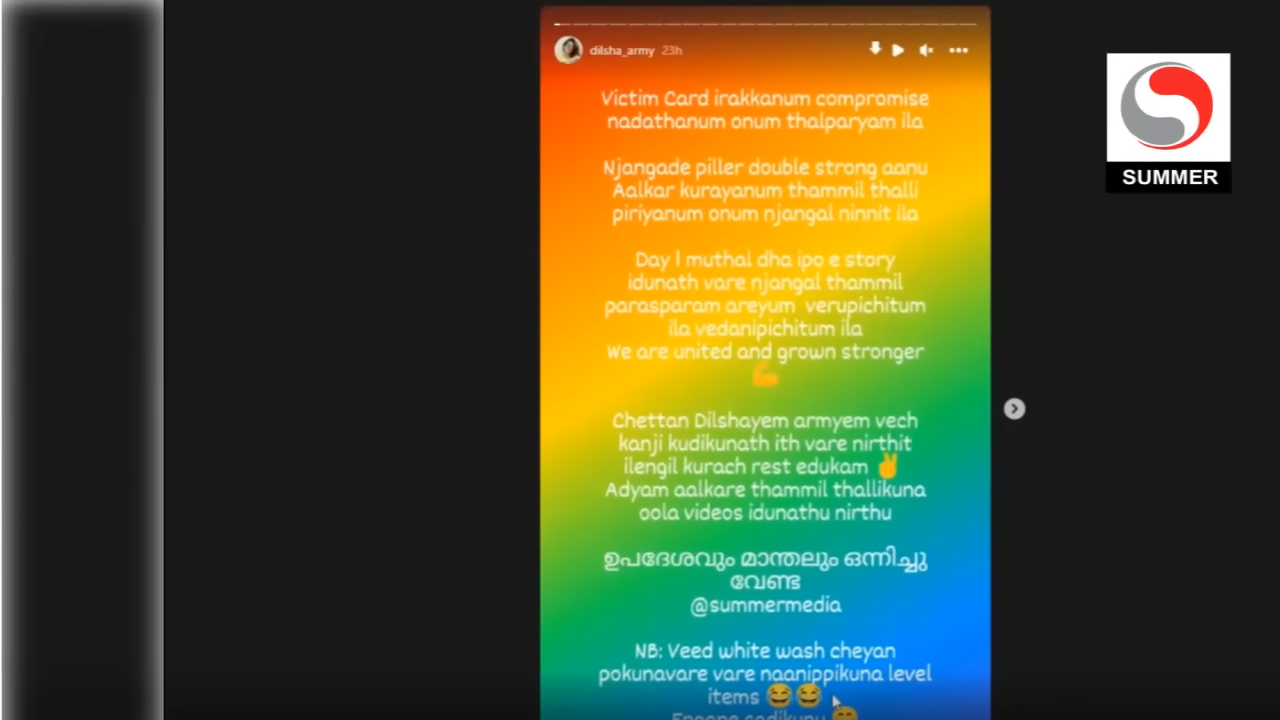 dilsha_army 23h
SUMMER
Victim Card irakkanum compromise
nadathanum onum thalparyam ila
Njangade piller double strong aanu
Aalkar kurayanum thammil thalli
piriyanum onum njangal ninnit ila
Day 1 muthal dha ipo e story
idunath vare njangal thammil
parasparam areyum verupichitum
ila vedanipichitum ila
We are united and grown stronger
💪
Chettan Dilshayem armyem vech
kanji kudikunath ith vare nirthit
ilengil kurach rest edukam ✌
Adyam aalkare thammil thallikuna
oola videos idunathu nirthu
ഉപദേശവും മാന്തലും ഒന്നിച്ചു
വേണ്ട
@summermedia
NB: Veed white wash cheyan
pokunavare vare naanippikuna level
items 😂😂